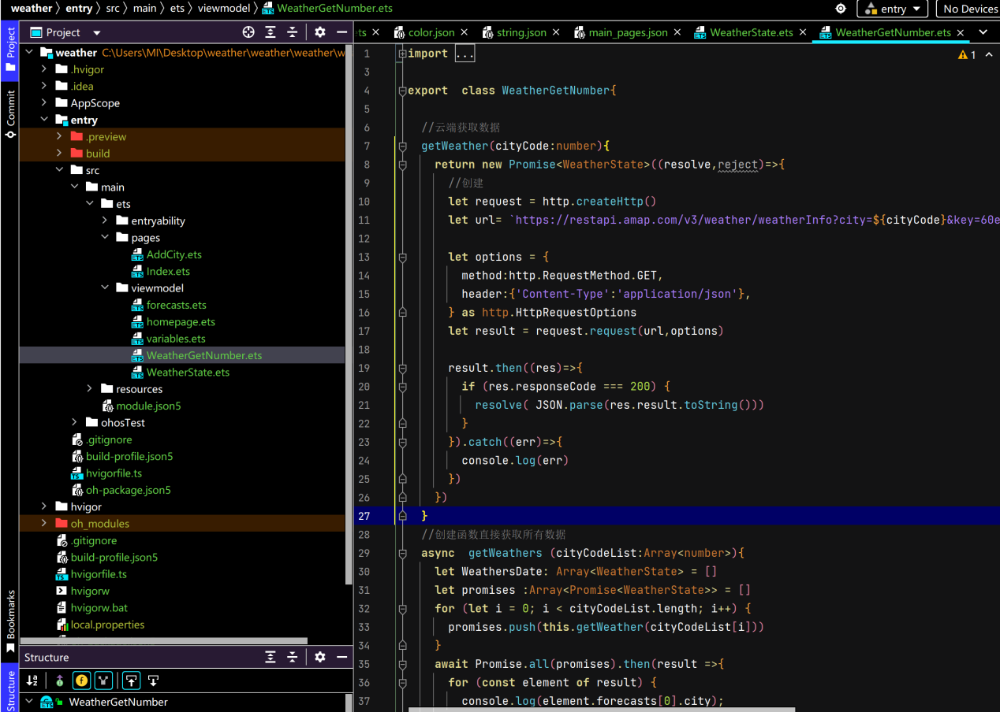 weather entry src main ets viewmodel WeatherGetNumber.ets entry No Devices
Project
ts color.json string.json main_pages.json WeatherState.ets WeatherGetNumber.ets
Project
Commit
Bookmarks
Structure
weather C:\Users\MI\Desktop\weather\weather\weather\w
.hvigor
.idea
AppScope
entry
.preview
build
src
main
ets
entryability
pages
AddCity.ets
Index.ets
viewmodel
forecasts.ets
homepage.ets
variables.ets
WeatherGetNumber.ets
WeatherState.ets
resources
module.json5
ohosTest
.gitignore
build-profile.json5
hvigorfile.ts
oh-package.json5
hvigor
oh_modules
.gitignore
build-profile.json5
hvigorfile.ts
hvigorw
hvigorw.bat
local.properties
Structure
WeatherGetNumber
1
1 import ...
3
4 export class WeatherGetNumber{
5
6 //云端获取数据
7 getWeather(cityCode:number){
8 return new Promise<WeatherState>((resolve,reject)=>{
9 //创建
10 let request = http.createHttp()
11 let url= `https://restapi.amap.com/v3/weather/weatherInfo?city=${cityCode}&key=60e
12
13 let options = {
14 method:http.RequestMethod.GET,
15 header:{'Content-Type':'application/json'},
16 } as http.HttpRequestOptions
17 let result = request.request(url,options)
18
19 result.then((res)=>{
20 if (res.responseCode === 200) {
21 resolve( JSON.parse(res.result.toString()))
22 }
23 }).catch((err)=>{
24 console.log(err)
25 })
26 })
27 }
28 //创建函数直接获取所有数据
29 async getWeathers (cityCodeList:Array<number>){
30 let WeathersDate: Array<WeatherState> = []
31 let promises :Array<Promise<WeatherState>> = []
32 for (let i = 0; i < cityCodeList.length; i++) {
33 promises.push(this.getWeather(cityCodeList[i]))
34 }
35 await Promise.all(promises).then(result =>{
36 for (const element of result) {
37 console.log(element.forecasts[0].city);